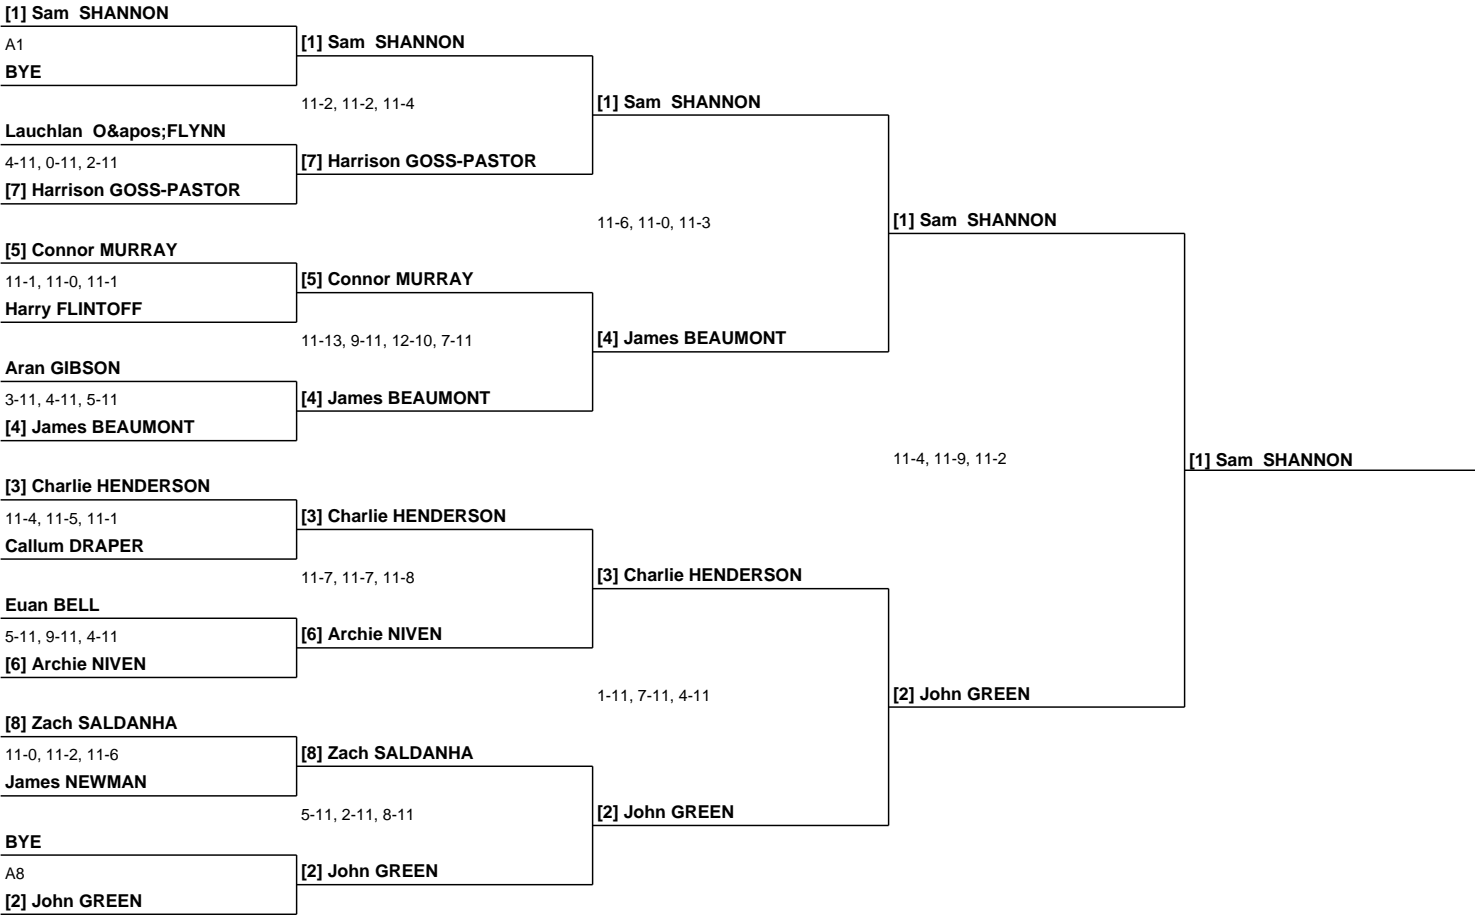 [1] Sam  SHANNON
A1
BYE
Lauchlan  O&apos;FLYNN
4-11, 0-11, 2-11
[7] Harrison GOSS-PASTOR
[5] Connor MURRAY
11-1, 11-0, 11-1
Harry FLINTOFF
Aran GIBSON
3-11, 4-11, 5-11
[4] James BEAUMONT
[3] Charlie HENDERSON
11-4, 11-5, 11-1
Callum DRAPER
Euan BELL
5-11, 9-11, 4-11
[6] Archie NIVEN
[8] Zach SALDANHA
11-0, 11-2, 11-6
James NEWMAN
BYE
A8
[2] John GREEN
[1] Sam  SHANNON
11-2, 11-2, 11-4
[7] Harrison GOSS-PASTOR
[5] Connor MURRAY
11-13, 9-11, 12-10, 7-11
[4] James BEAUMONT
[3] Charlie HENDERSON
11-7, 11-7, 11-8
[6] Archie NIVEN
[8] Zach SALDANHA
5-11, 2-11, 8-11
[2] John GREEN
[1] Sam  SHANNON
11-6, 11-0, 11-3
[4] James BEAUMONT
[3] Charlie HENDERSON
1-11, 7-11, 4-11
[2] John GREEN
[1] Sam  SHANNON
11-4, 11-9, 11-2
[2] John GREEN
[1] Sam  SHANNON